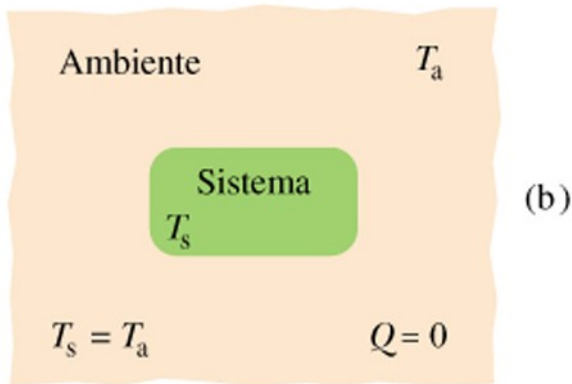 Ambiente Tₐ
Sistema
Tₛ
(b)
Tₛ = Tₐ Q = 0